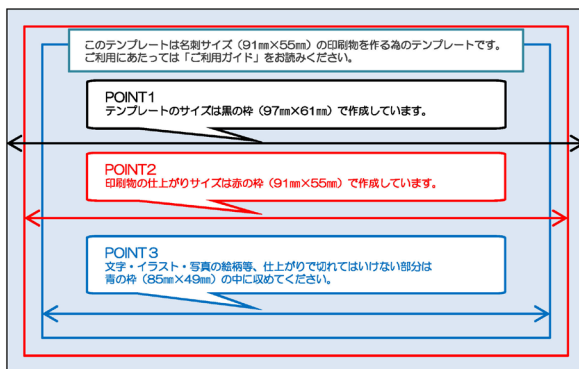 このテンプレートは名刺サイズ（91㎜×55㎜）の印刷物を作る為のテンプレートです。
ご利用にあたっては「ご利用ガイド」をお読みください。
POINT1
テンプレートのサイズは黒の枠（97㎜×61㎜）で作成しています。
POINT2
印刷物の仕上がりサイズは赤の枠（91㎜×55㎜）で作成しています。
POINT3
文字・イラスト・写真の絵柄等、仕上がりで切れてはいけない部分は
青の枠（85㎜×49㎜）の中に収めてください。